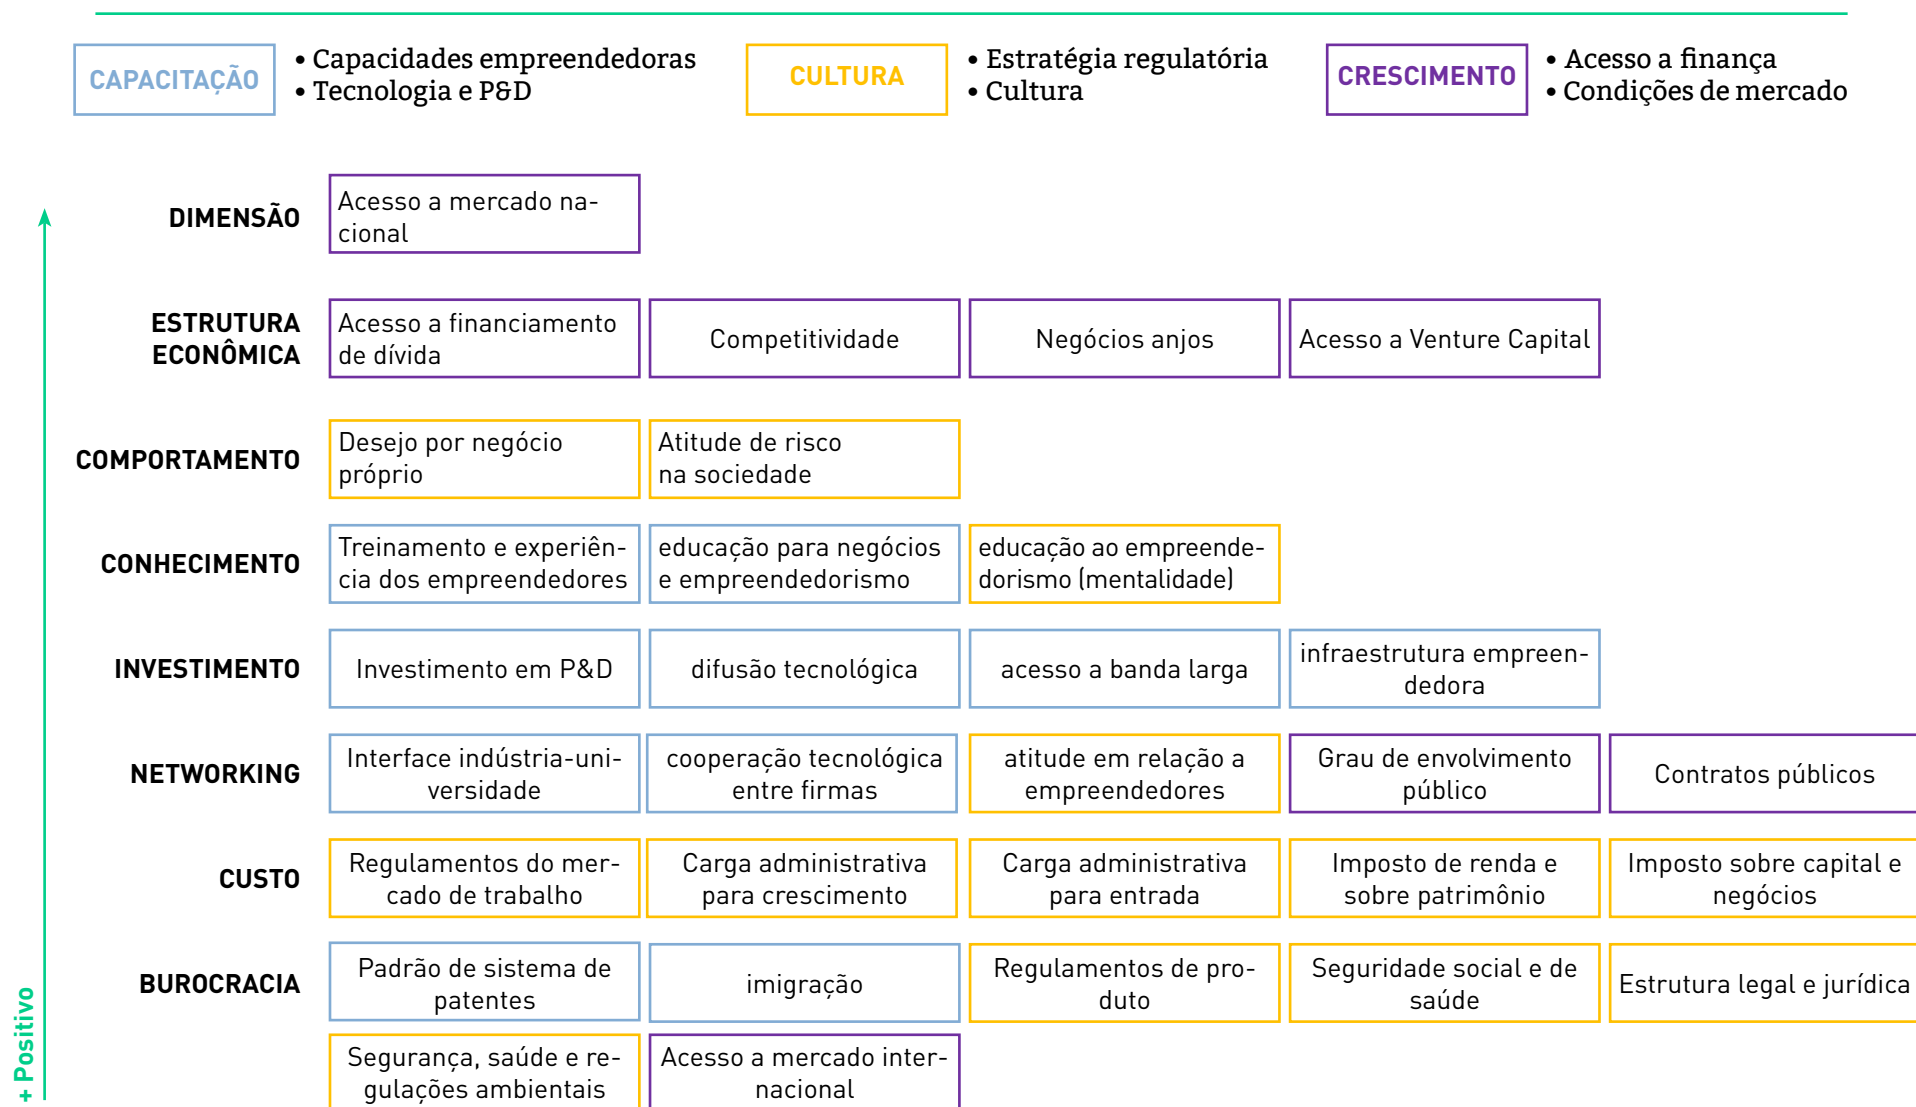 CAPACITAÇÃO
• Capacidades empreendedoras
• Tecnologia e P&D
CULTURA
• Estratégia regulatória
• Cultura
CRESCIMENTO
• Acesso a finança
• Condições de mercado
DIMENSÃO
Acesso a mercado na-
cional
ESTRUTURA
ECONÔMICA
Acesso a financiamento
de dívida
Competitividade
Negócios anjos
Acesso a Venture Capital
COMPORTAMENTO
Desejo por negócio
próprio
Atitude de risco
na sociedade
CONHECIMENTO
Treinamento e experiên-
cia dos empreendedores
educação para negócios
e empreendedorismo
educação ao empreende-
dorismo (mentalidade)
INVESTIMENTO
Investimento em P&D
difusão tecnológica
acesso a banda larga
infraestrutura empreen-
dedora
NETWORKING
Interface indústria-uni-
versidade
cooperação tecnológica
entre firmas
atitude em relação a
empreendedores
Grau de envolvimento
público
Contratos públicos
CUSTO
Regulamentos do mer-
cado de trabalho
Carga administrativa
para crescimento
Carga administrativa
para entrada
Imposto de renda e
sobre patrimônio
Imposto sobre capital e
negócios
BUROCRACIA
Padrão de sistema de
patentes
imigração
Regulamentos de pro-
duto
Seguridade social e de
saúde
Estrutura legal e jurídica
Segurança, saúde e re-
gulações ambientais
Acesso a mercado inter-
nacional
+ Positivo